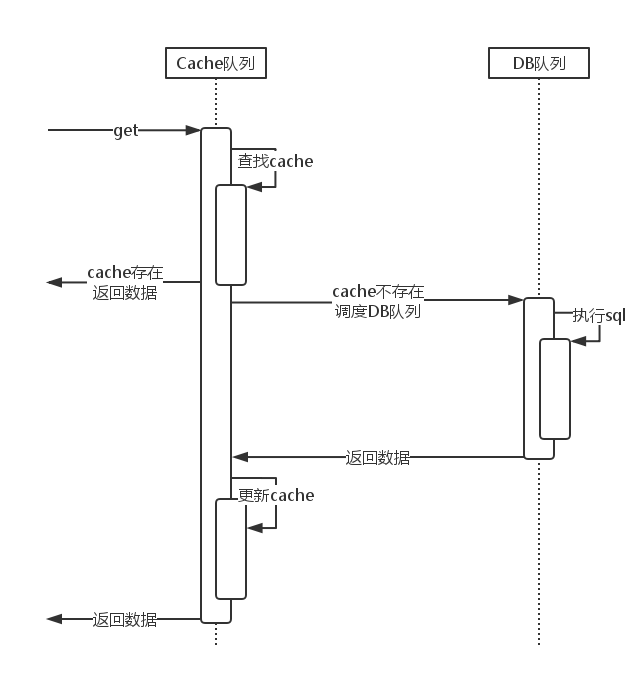 Cache队列
DB队列
get
查找cache
cache存在
返回数据
cache不存在
调度DB队列
执行sql
返回数据
更新cache
返回数据